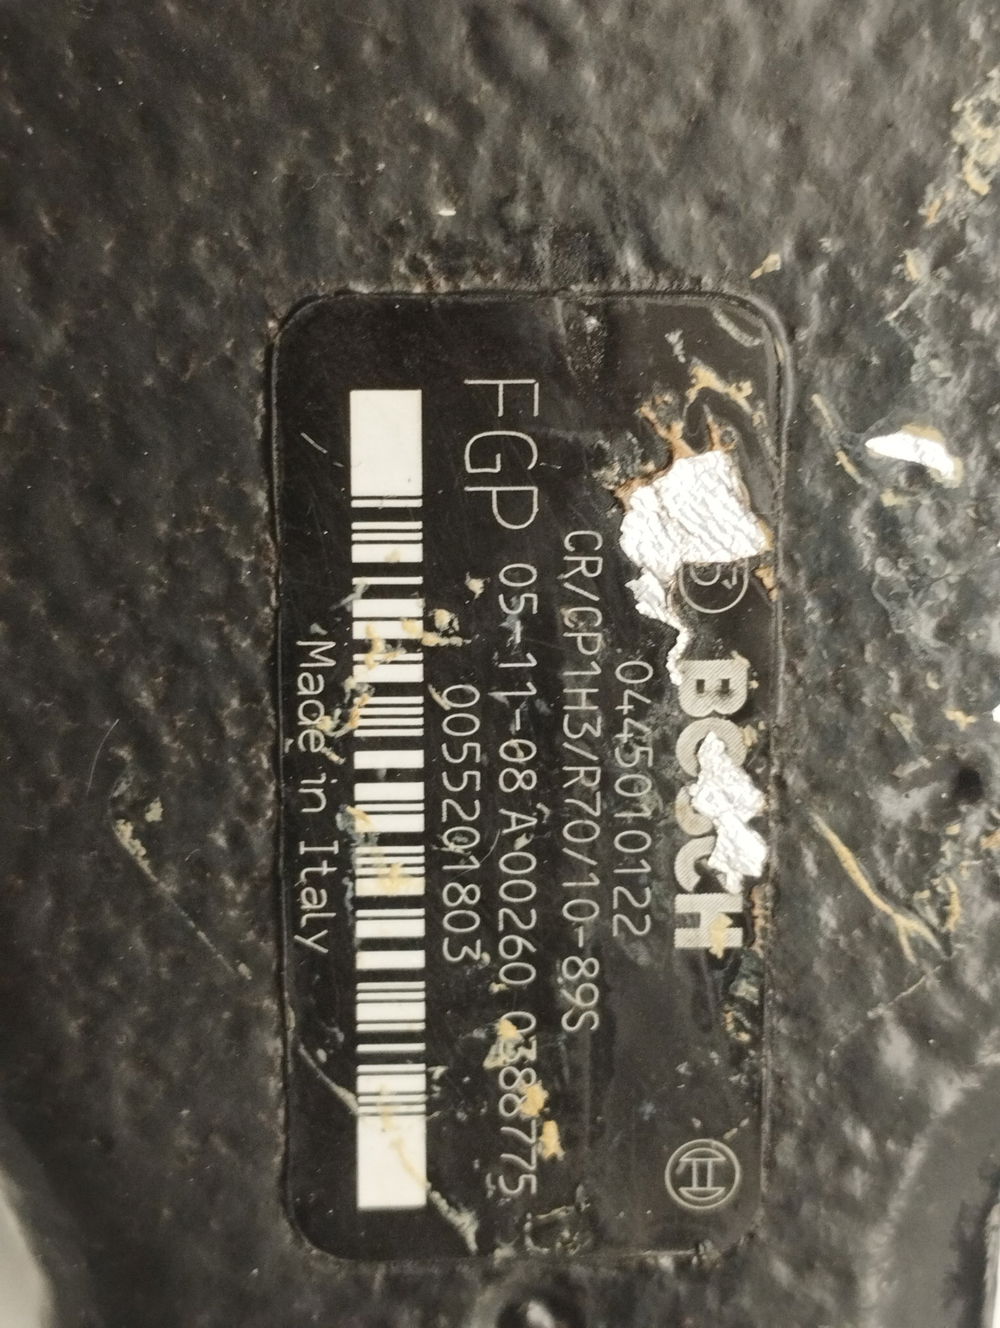 BOSCH
0445010122
CR/CP1H3/R70/10-89S
FGP 05-11-08 A 00260 0388775
0055201803
Made in Italy